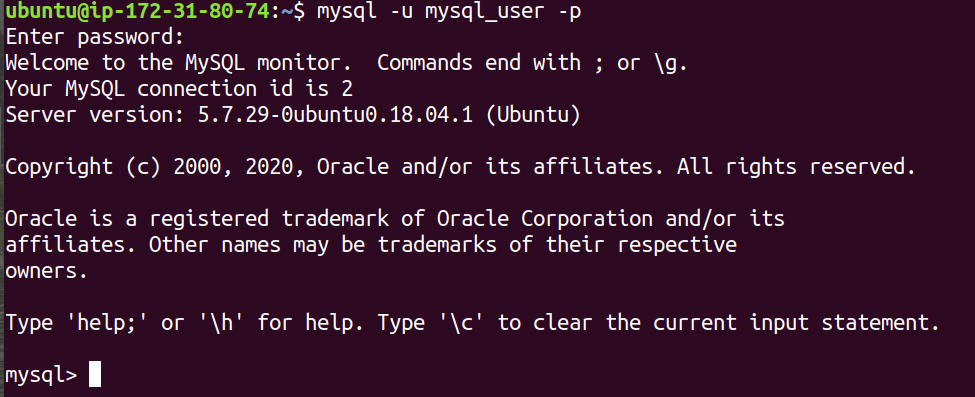 ubuntu@ip-172-31-80-74:~$ mysql -u mysql_user -p
Enter password:
Welcome to the MySQL monitor.  Commands end with ; or \g.
Your MySQL connection id is 2
Server version: 5.7.29-0ubuntu0.18.04.1 (Ubuntu)
Copyright (c) 2000, 2020, Oracle and/or its affiliates. All rights reserved.
Oracle is a registered trademark of Oracle Corporation and/or its
affiliates. Other names may be trademarks of their respective
owners.
Type 'help;' or '\h' for help. Type '\c' to clear the current input statement.
mysql>